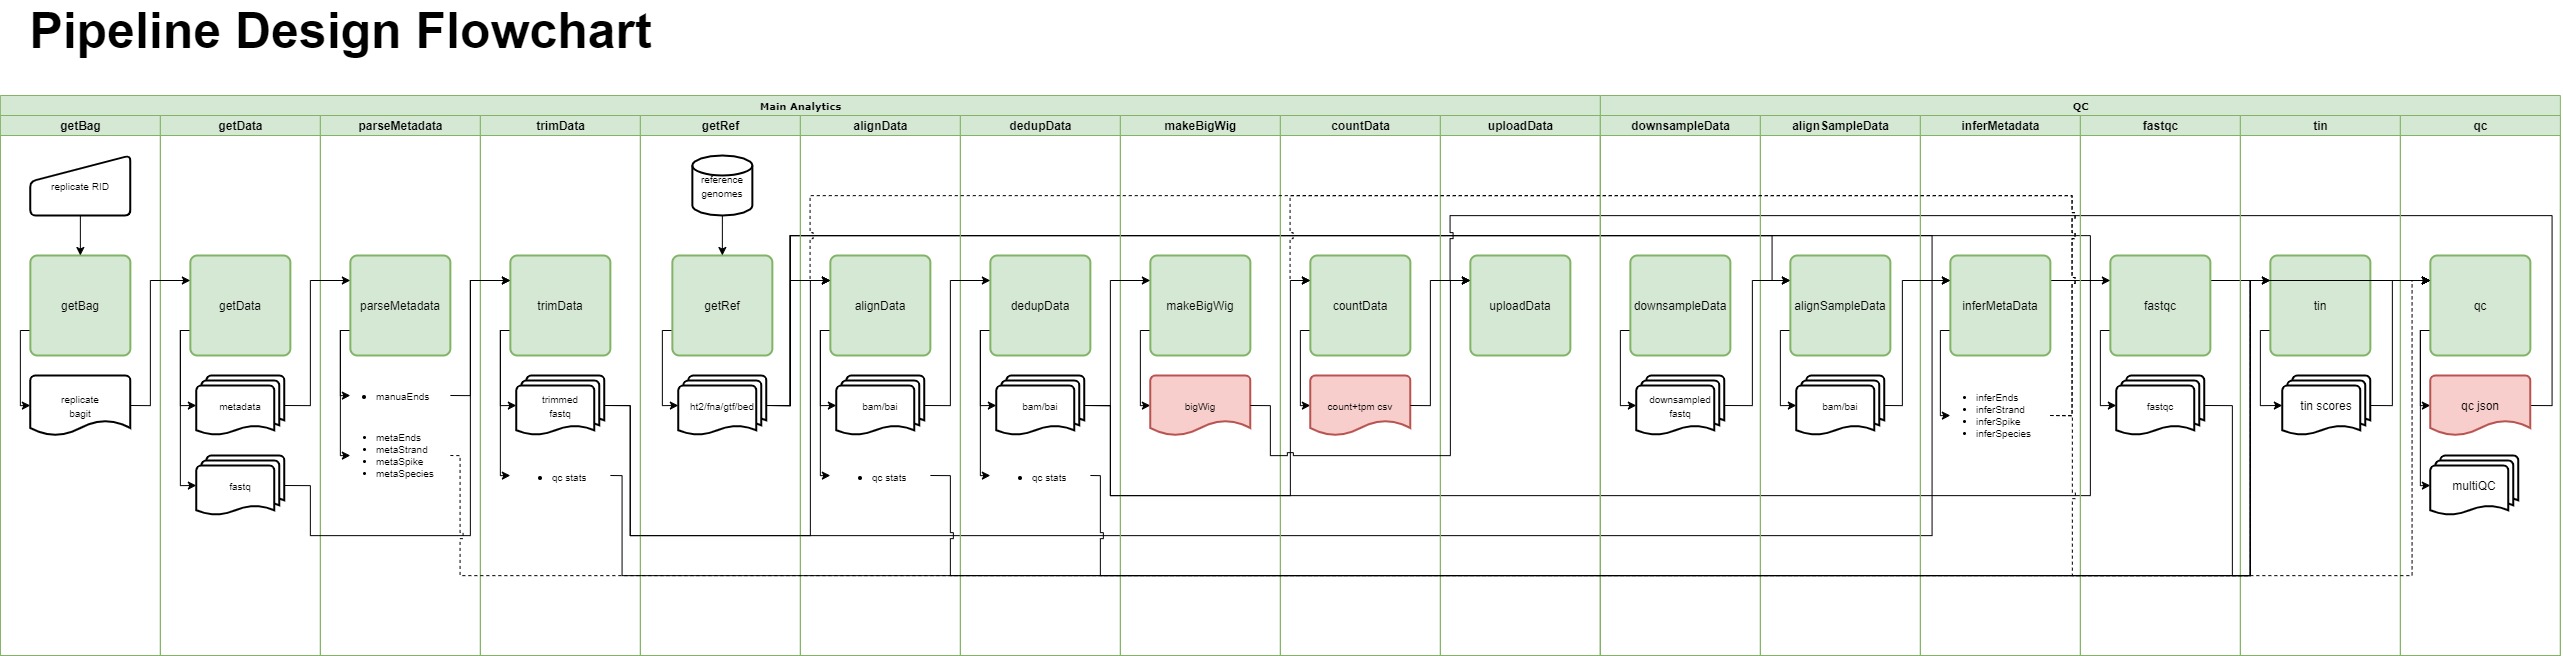 Pipeline Design Flowchart
Main Analytics
QC
getBag
getData
parseMetadata
trimData
getRef
alignData
dedupData
makeBigWig
countData
uploadData
downsampleData
alignSampleData
inferMetadata
fastqc
tin
qc
replicate RID
reference
genomes
getBag
getData
parseMetadata
trimData
getRef
alignData
dedupData
makeBigWig
countData
uploadData
downsampleData
alignSampleData
inferMetaData
fastqc
tin
qc
replicate
bagit
metadata
fastq
• manuaEnds
• metaEnds
• metaStrand
• metaSpike
• metaSpecies
trimmed
fastq
• qc stats
ht2/fna/gtf/bed
bam/bai
• qc stats
bam/bai
• qc stats
bigWig
count+tpm csv
downsampled
fastq
bam/bai
• inferEnds
• inferStrand
• inferSpike
• inferSpecies
fastqc
tin scores
qc json
multiQC